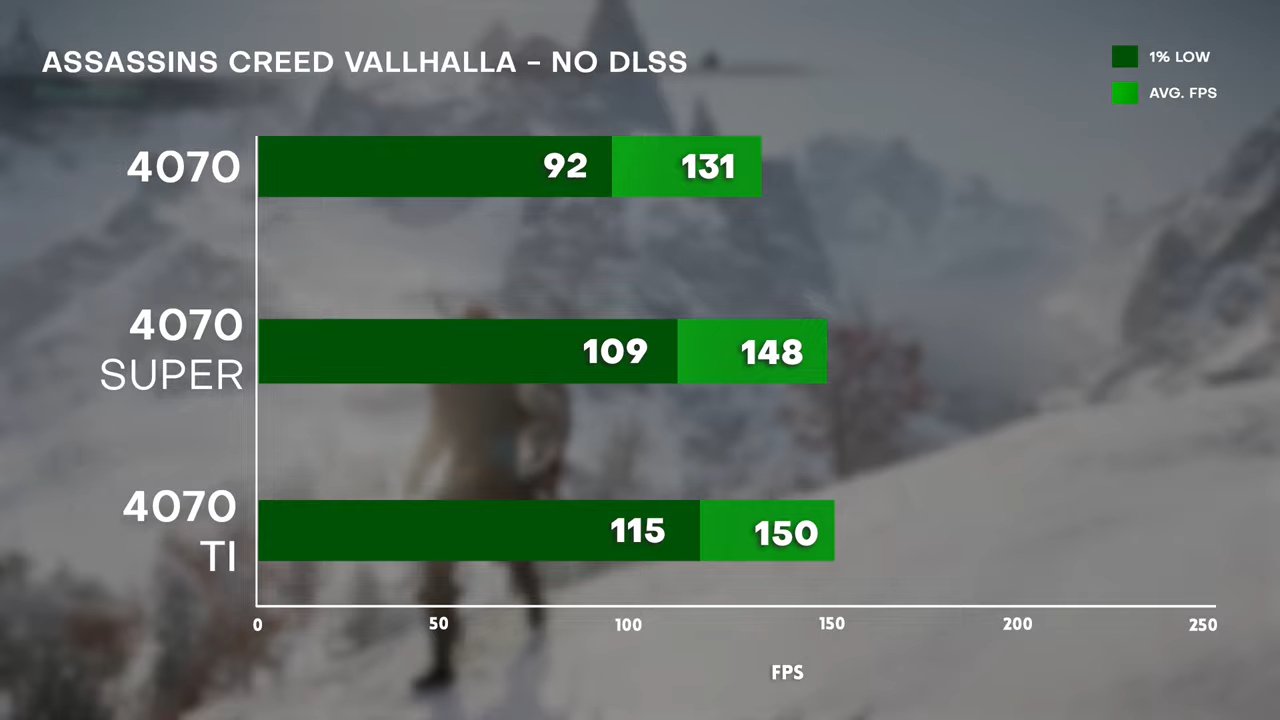 ASSASSINS CREED VALLHALLA - NO DLSS
1% LOW
AVG. FPS
4070
92
131
4070
SUPER
109
148
4070
TI
115
150
0
50
100
150
200
250
FPS